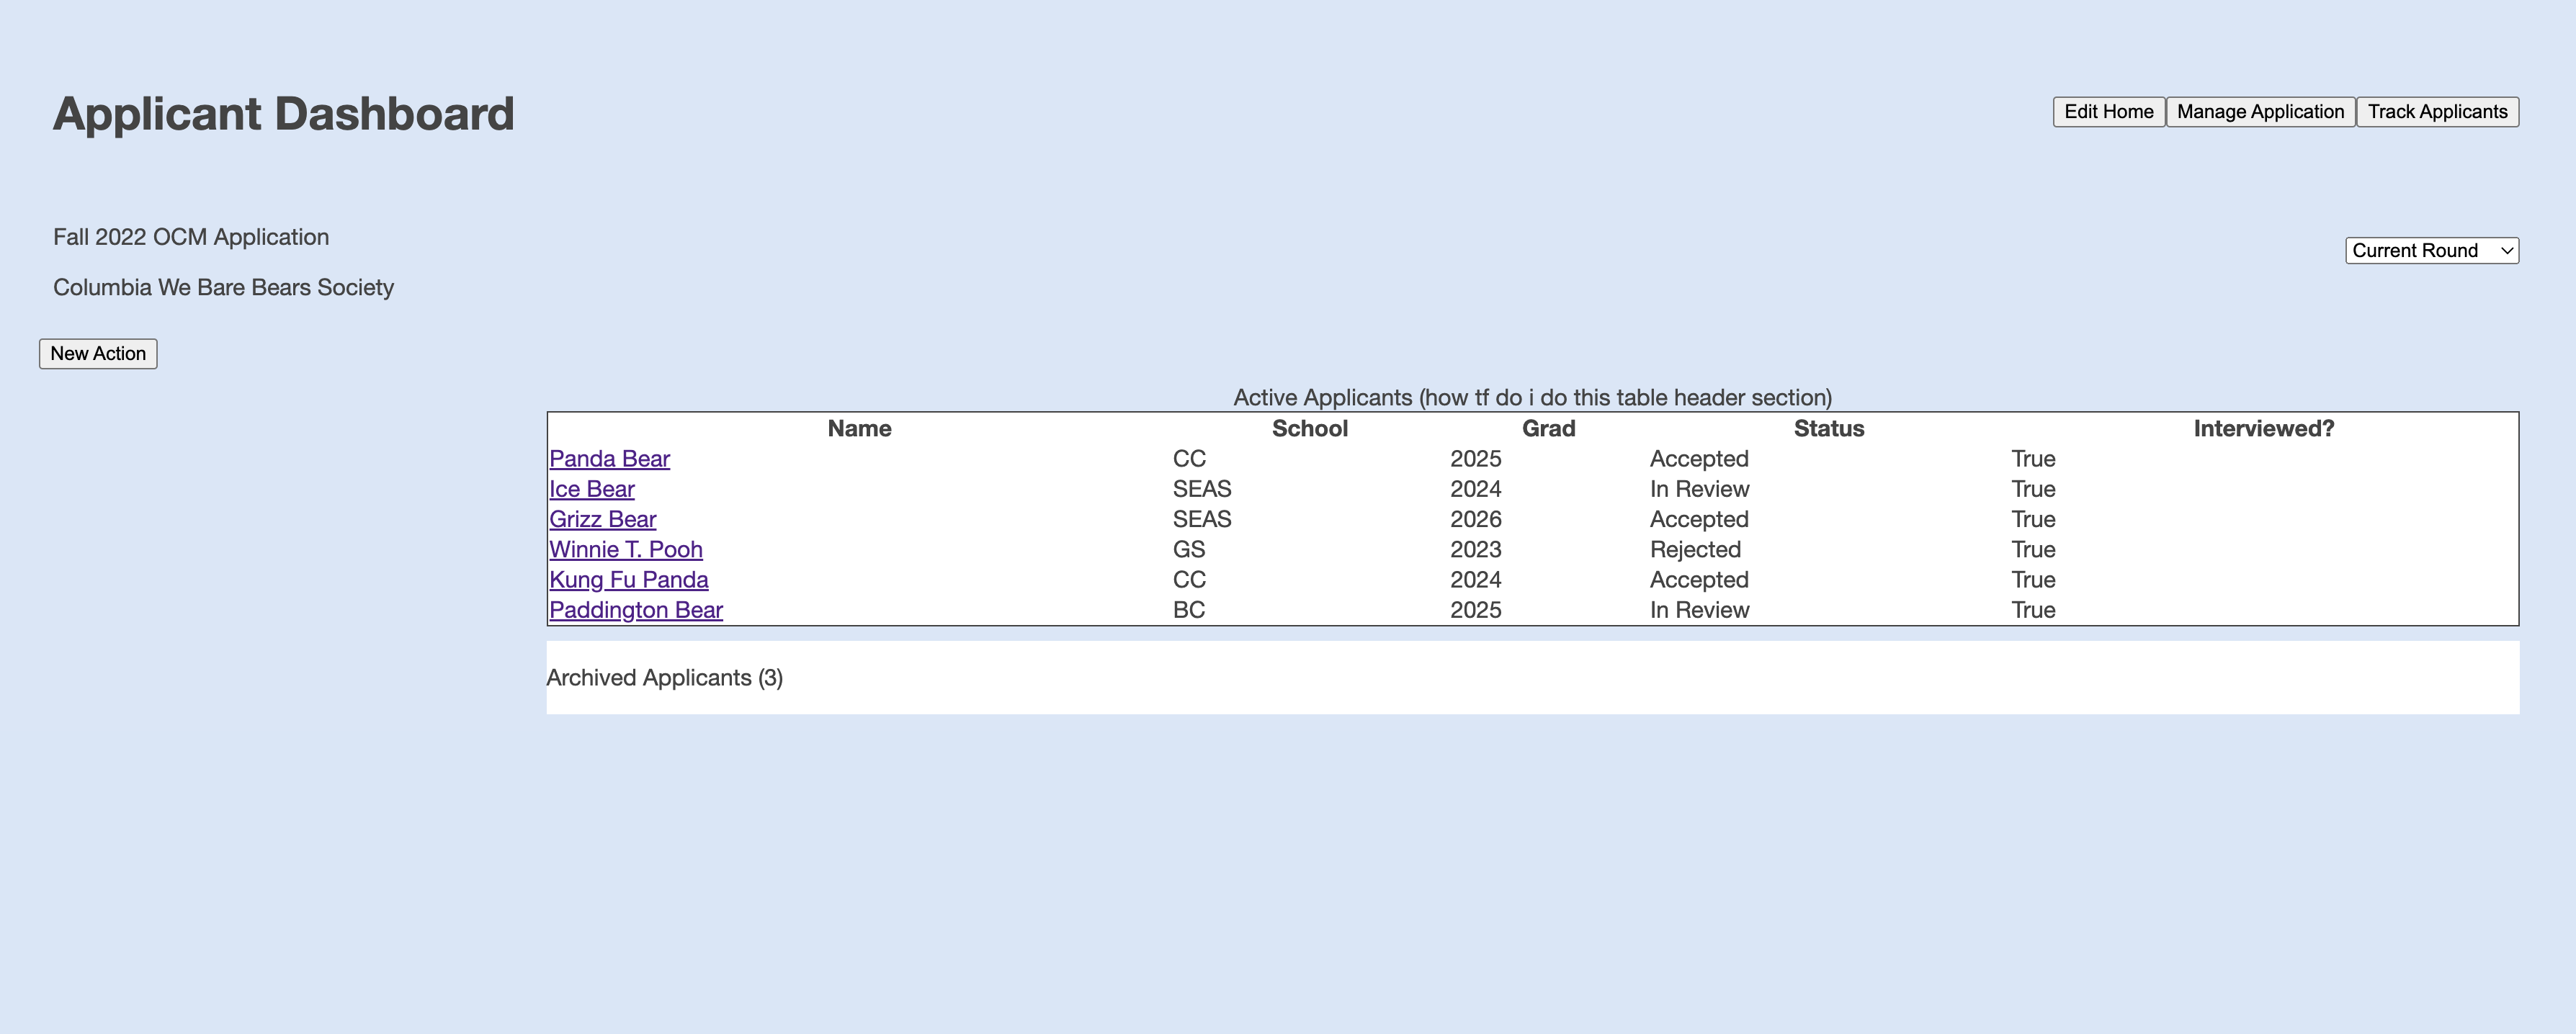 Applicant Dashboard
Edit Home Manage Application Track Applicants
Fall 2022 OCM Application
Current Round
Columbia We Bare Bears Society
New Action
Active Applicants (how tf do i do this table header section)
Name School Grad Status Interviewed?
Panda Bear CC 2025 Accepted True
Ice Bear SEAS 2024 In Review True
Grizz Bear SEAS 2026 Accepted True
Winnie T. Pooh GS 2023 Rejected True
Kung Fu Panda CC 2024 Accepted True
Paddington Bear BC 2025 In Review True
Archived Applicants (3)